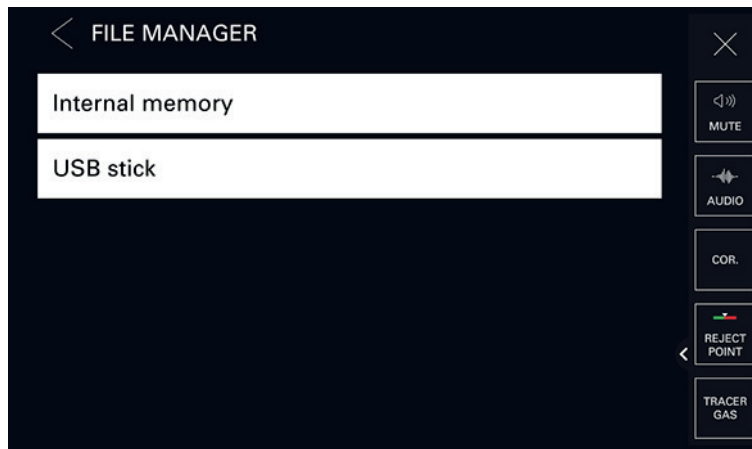 FILE MANAGER
Internal memory
USB stick
MUTE
AUDIO
COR.
REJECT
POINT
TRACER
GAS